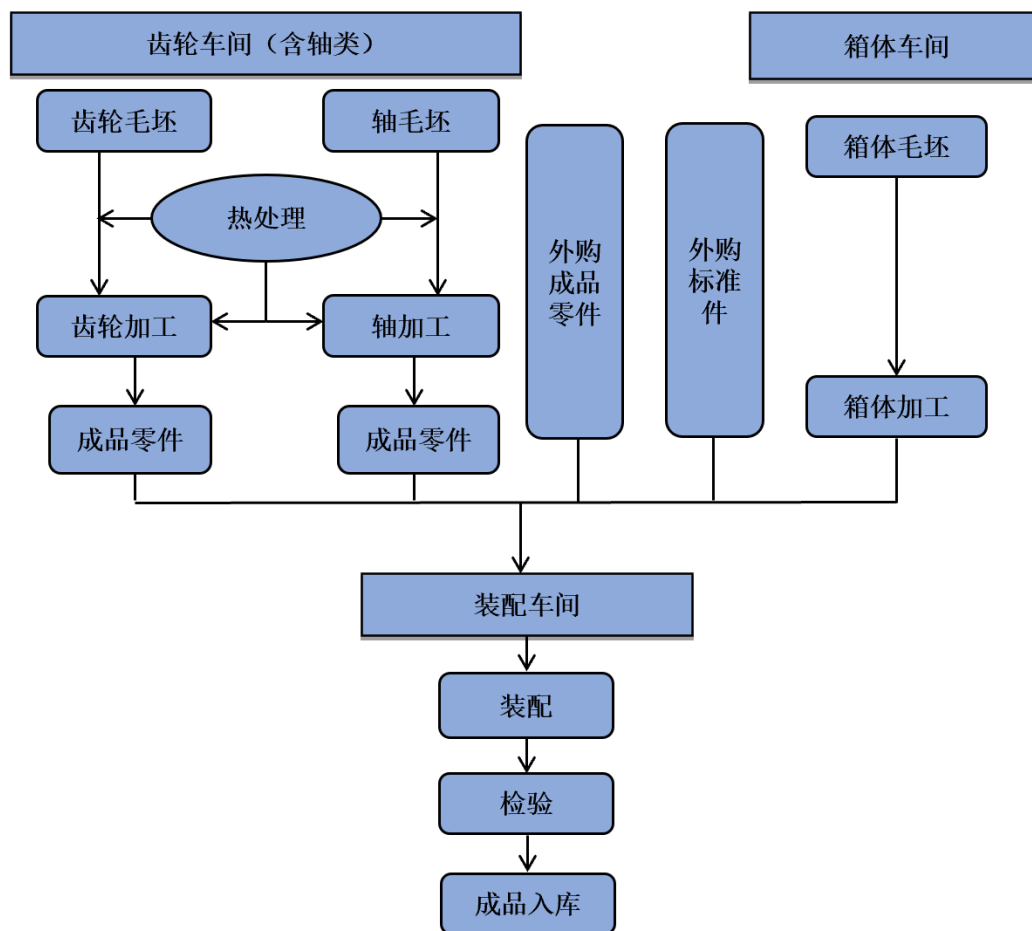 齿轮车间（含轴类）
箱体车间
齿轮毛坯
轴毛坯
箱体毛坯
热处理
外购
成品
零件
外购
标准
件
齿轮加工
轴加工
箱体加工
成品零件
成品零件
装配车间
装配
检验
成品入库